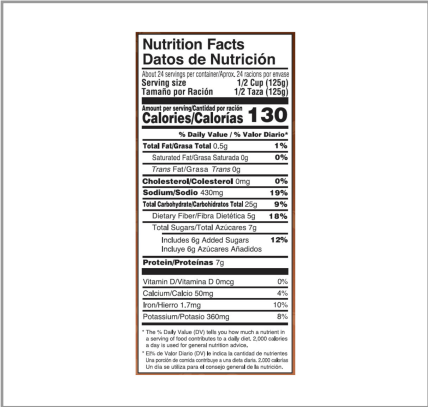 Nutrition Facts
Datos de Nutrición
About 24 servings per container/Aprox. 24 racions por envase
Serving size 1/2 Cup (125g)
Tamaño por Ración 1/2 Taza (125g)
Amount per serving/Cantidad por ración
Calories/Calorías 130
% Daily Value / % Valor Diario*
Total Fat/Grasa Total 0.5g 1%
Saturated Fat/Grasa Saturada 0g 0%
Trans Fat/Grasa Trans 0g
Cholesterol/Colesterol 0mg 0%
Sodium/Sodio 430mg 19%
Total Carbohydrate/Carbohidratos Total 25g 9%
Dietary Fiber/Fibra Dietética 5g 18%
Total Sugars/Total Azúcares 7g
Includes 6g Added Sugars 12%
Incluye 6g Azúcares Añadidos
Protein/Proteínas 7g
Vitamin D/Vitamina D 0mcg 0%
Calcium/Calcio 50mg 4%
Iron/Hierro 1.7mg 10%
Potassium/Potasio 360mg 8%
* The % Daily Value (DV) tells you how much a nutrient in
a serving of food contributes to a daily diet. 2,000 calories
a day is used for general nutrition advice.
* El% de Valor Diario (DV) le indica la cantidad de nutrientes
Una porción de comida contribuye a una dieta diaria. 2,000 calorias
Un día se utiliza para el consejo general de la nutrición.